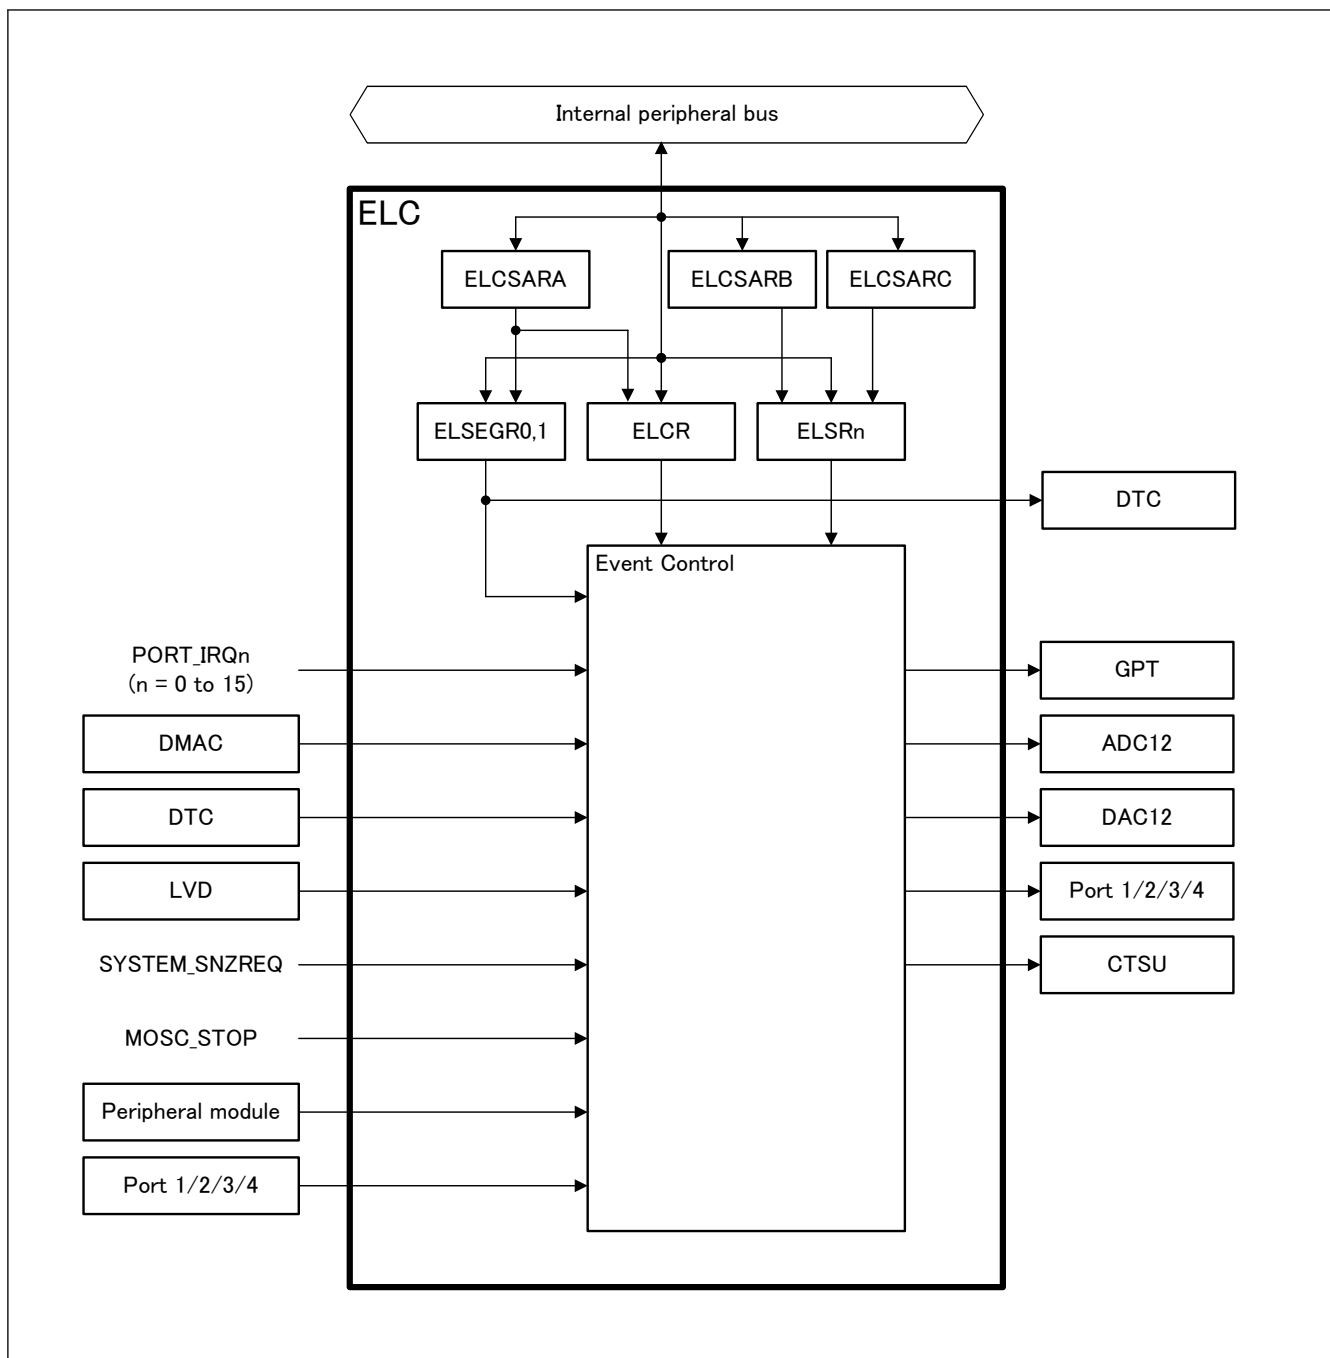 Internal peripheral bus
ELC
ELCSARA
ELCSARB
ELCSARC
ELSEGR0,1
ELCR
ELSRn
DTC
Event Control
PORT_IRQn
(n = 0 to 15)
GPT
DMAC
ADC12
DTC
DAC12
LVD
Port 1/2/3/4
SYSTEM_SNZREQ
CTSU
MOSC_STOP
Peripheral module
Port 1/2/3/4